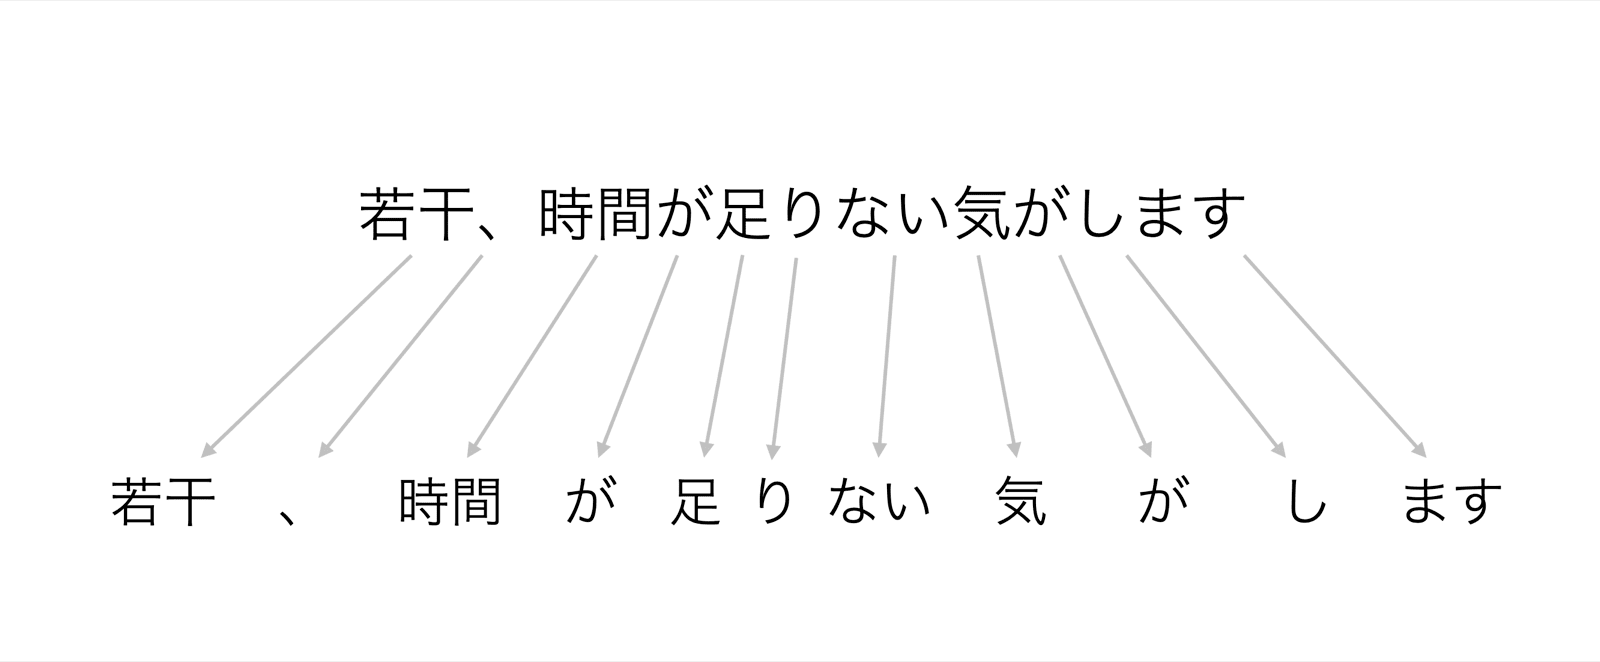 若干、時間が足りない気がします
若干 、 時間 が 足 り ない 気 が し ます